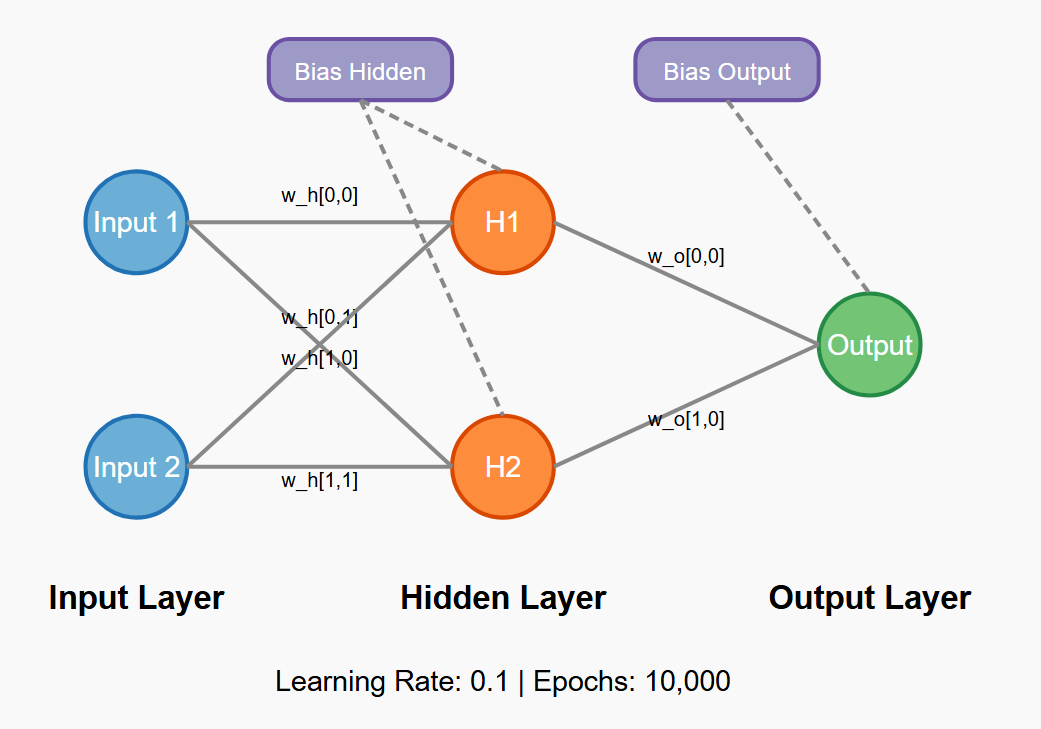 Bias Hidden
Bias Output
w_h[0,0]
Input 1
H1
w_o[0,0]
w_h[0,1]
Output
w_h[1,0]
w_o[1,0]
Input 2
H2
w_h[1,1]
Input Layer
Hidden Layer
Output Layer
Learning Rate: 0.1 | Epochs: 10,000